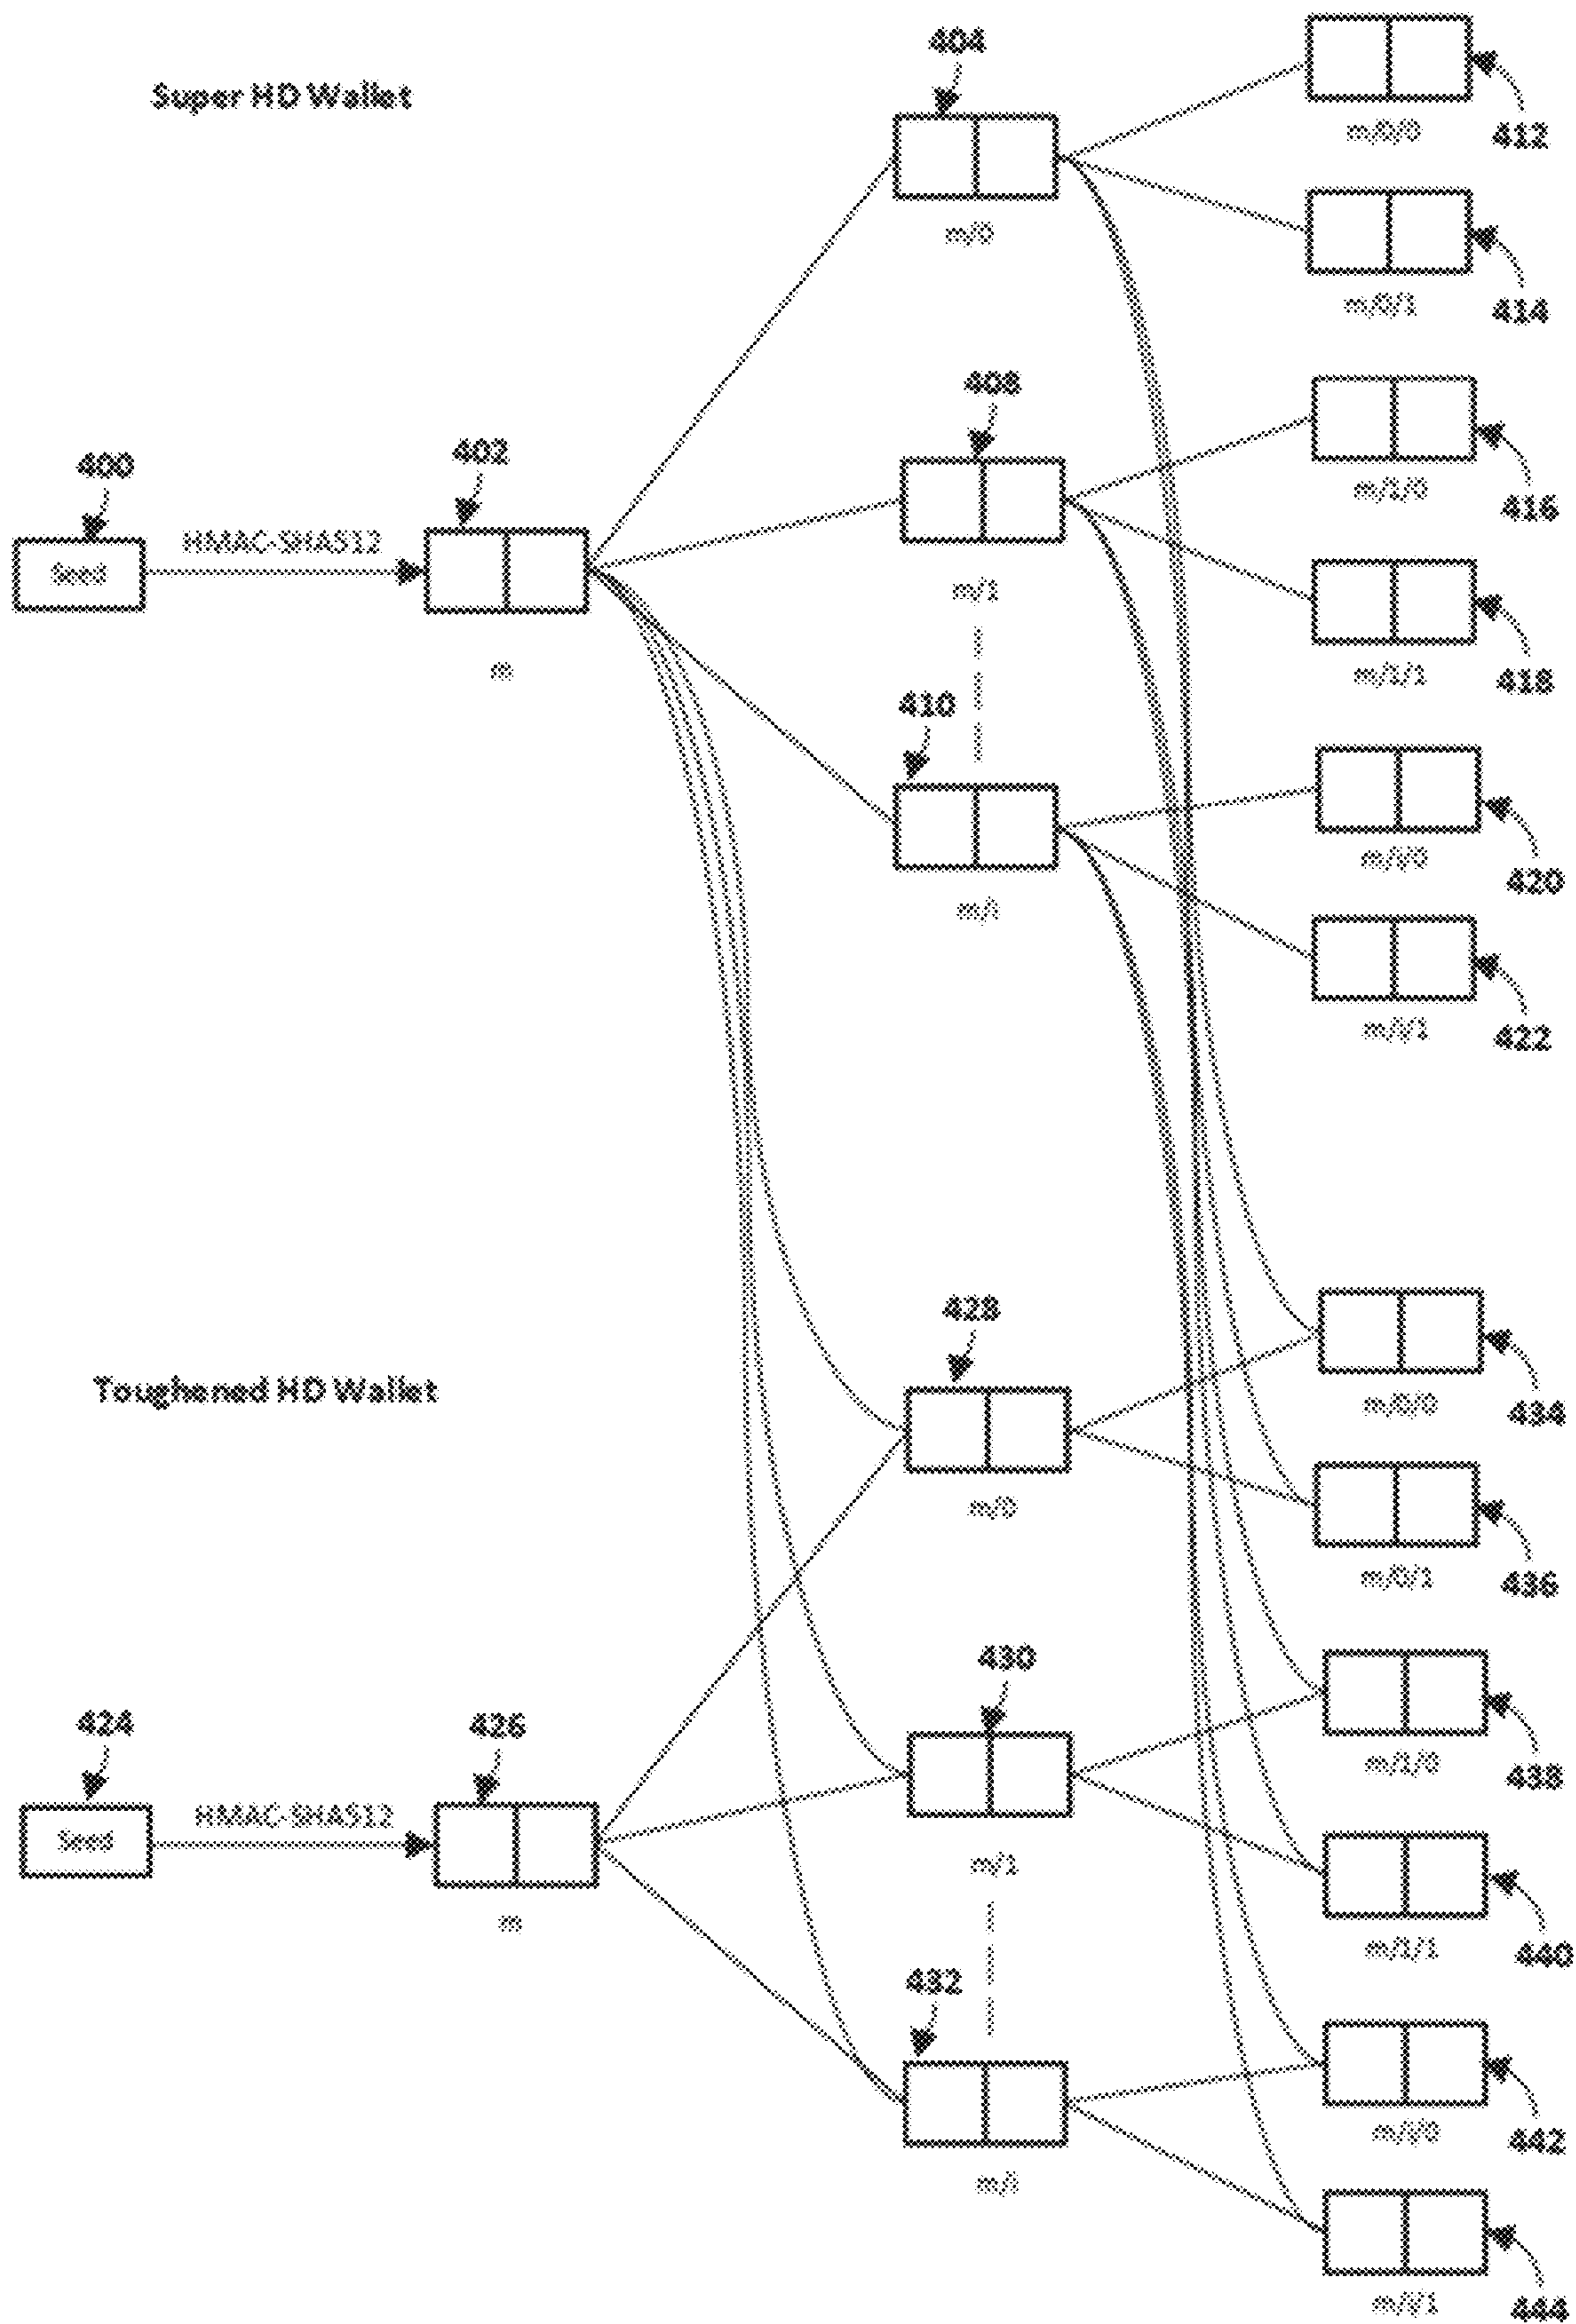 Super HD Wallet
404
m/0
412
m/0/0
414
m/0/1
408
m/1
416
m/1/0
400
Seed
HMAC-SHA512
402
m
418
m/1/1
410
m/i
420
m/i/0
422
m/i/1
Toughened HD Wallet
428
m/0
434
m/0/0
436
m/0/1
430
m/1
438
m/1/0
424
Seed
HMAC-SHA512
426
m
440
m/1/1
432
m/i
442
m/i/0
444
m/i/1